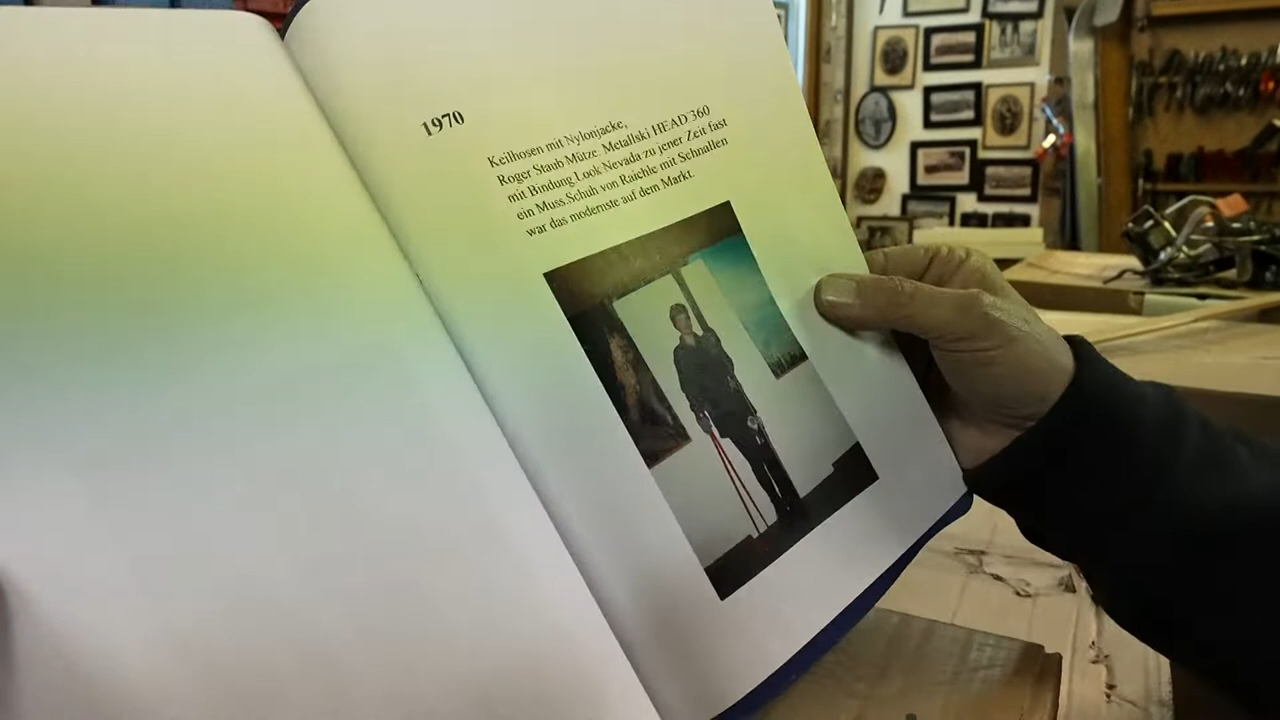 1970
Keilhosen mit Nylonjacke,
Roger Staub Mütze. Metallski HEAD 360
mit Bindung Look Nevada zu jener Zeit fast
ein Muss.Schuh von Raichle mit Schnallen
war das modernste auf dem Markt.